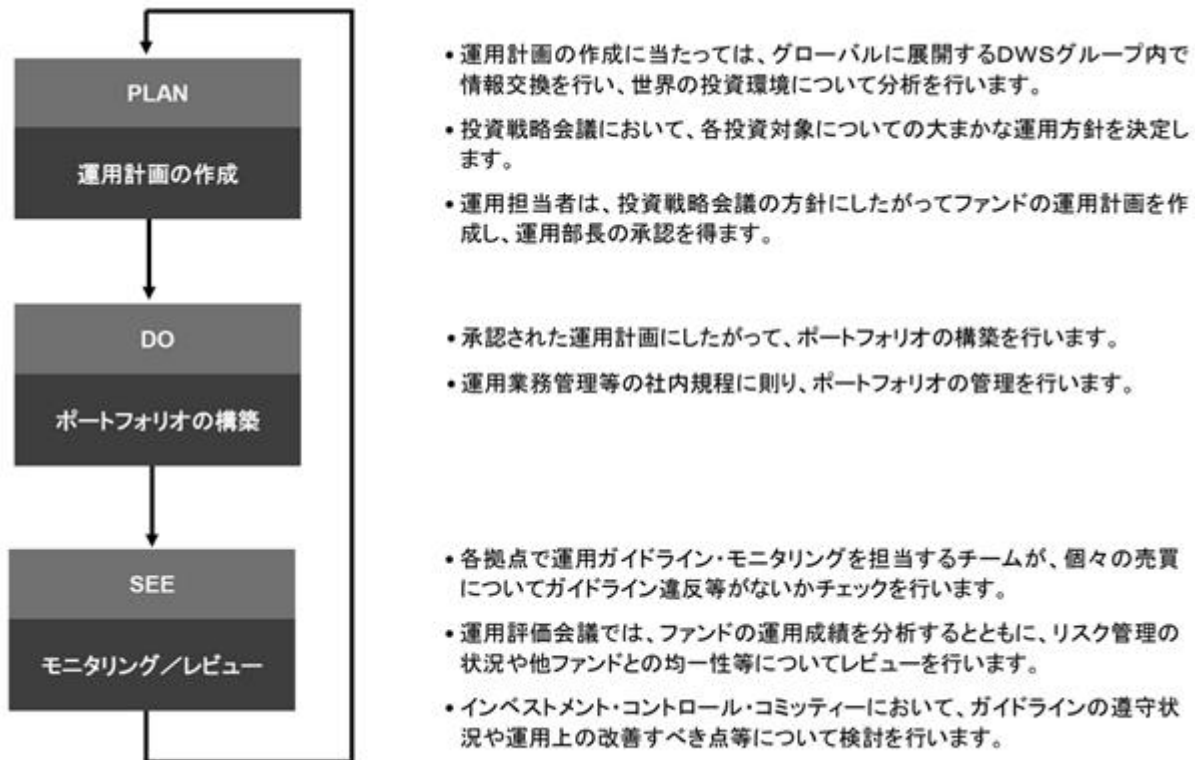 PLAN
運用計画の作成
• 運用計画の作成に当たっては、グローバルに展開するDWSグループ内で
情報交換を行い、世界の投資環境について分析を行います。
• 投資戦略会議において、各投資対象についての大まかな運用方針を決定し
ます。
• 運用担当者は、投資戦略会議の方針にしたがってファンドの運用計画を作
成し、運用部長の承認を得ます。
DO
ポートフォリオの構築
• 承認された運用計画にしたがって、ポートフォリオの構築を行います。
• 運用業務管理等の社内規程に則り、ポートフォリオの管理を行います。
SEE
モニタリング／レビュー
• 各拠点で運用ガイドライン・モニタリングを担当するチームが、個々の売買
についてガイドライン違反等がないかチェックを行います。
• 運用評価会議では、ファンドの運用成績を分析するとともに、リスク管理の
状況や他ファンドとの均一性等についてレビューを行います。
• インベストメント・コントロール・コミッティーにおいて、ガイドラインの遵守状
況や運用上の改善すべき点等について検討を行います。